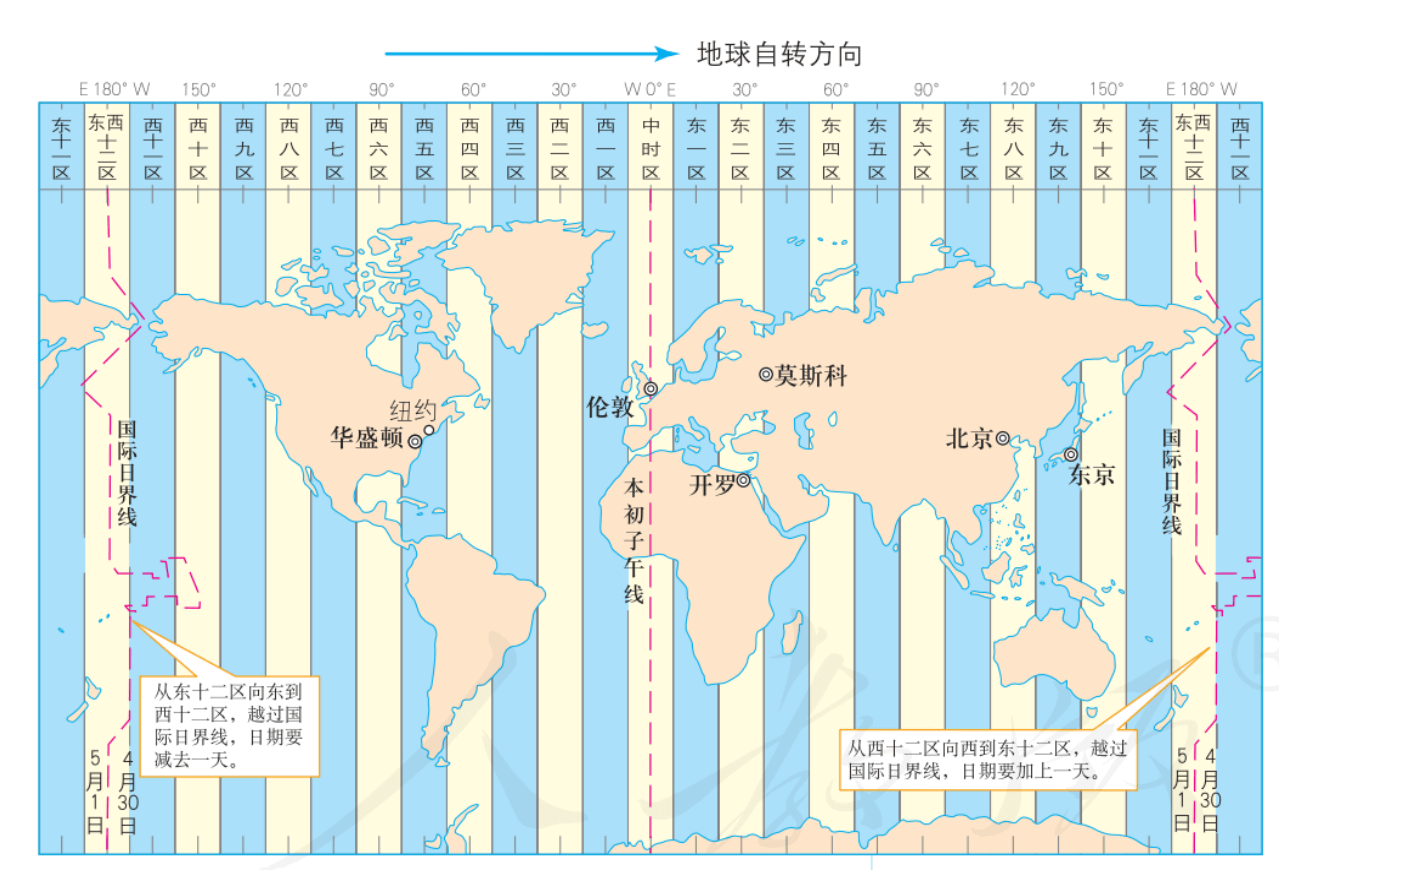 地球自转方向
E 180° W 150° 120° 90° 60° 30° W 0° E 30° 60° 90° 120° 150° E 180° W
东十一区
东西十二区
西十一区
西十区
西九区
西八区
西七区
西六区
西五区
西四区
西三区
西二区
西一区
中时区
东一区
东二区
东三区
东四区
东五区
东六区
东七区
东八区
东九区
东十区
东十一区
东西十二区
西十一区
莫斯科
伦敦
纽约
华盛顿
北京
东京
开罗
国际日界线
本初子午线
国际日界线
从东十二区向东到
西十二区，越过国
际日界线，日期要
减去一天。
从西十二区向西到东十二区，越过
国际日界线，日期要加上一天。
5月1日
4月30日
5月1日
4月30日
人教版
R